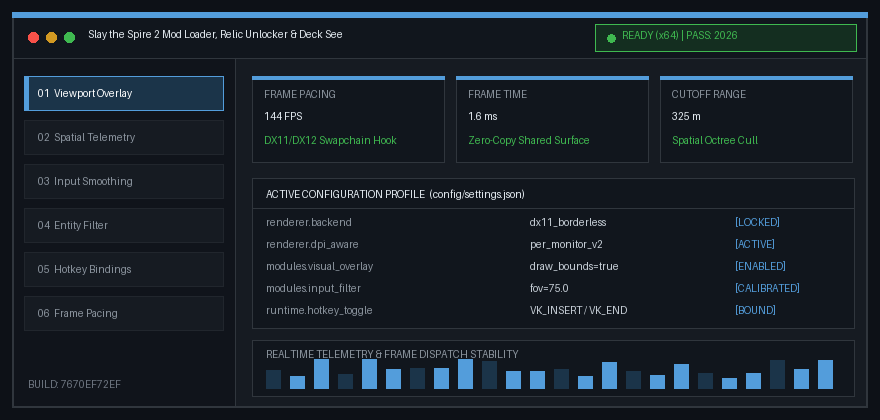 Slay the Spire 2 Mod Loader, Relic Unlocker & Deck See
READY (x64) | PASS: 2026
01 Viewport Overlay
02 Spatial Telemetry
03 Input Smoothing
04 Entity Filter
05 Hotkey Bindings
06 Frame Pacing
BUILD: 7670EF72EF
FRAME PACING
144 FPS
DX11/DX12 Swapchain Hook
FRAME TIME
1.6 ms
Zero-Copy Shared Surface
CUTOFF RANGE
325 m
Spatial Octree Cull
ACTIVE CONFIGURATION PROFILE (config/settings.json)
renderer.backend dx11_borderless [LOCKED]
renderer.dpi_aware per_monitor_v2 [ACTIVE]
modules.visual_overlay draw_bounds=true [ENABLED]
modules.input_filter fov=75.0 [CALIBRATED]
runtime.hotkey_toggle VK_INSERT / VK_END [BOUND]
REALTIME TELEMETRY & FRAME DISPATCH STABILITY